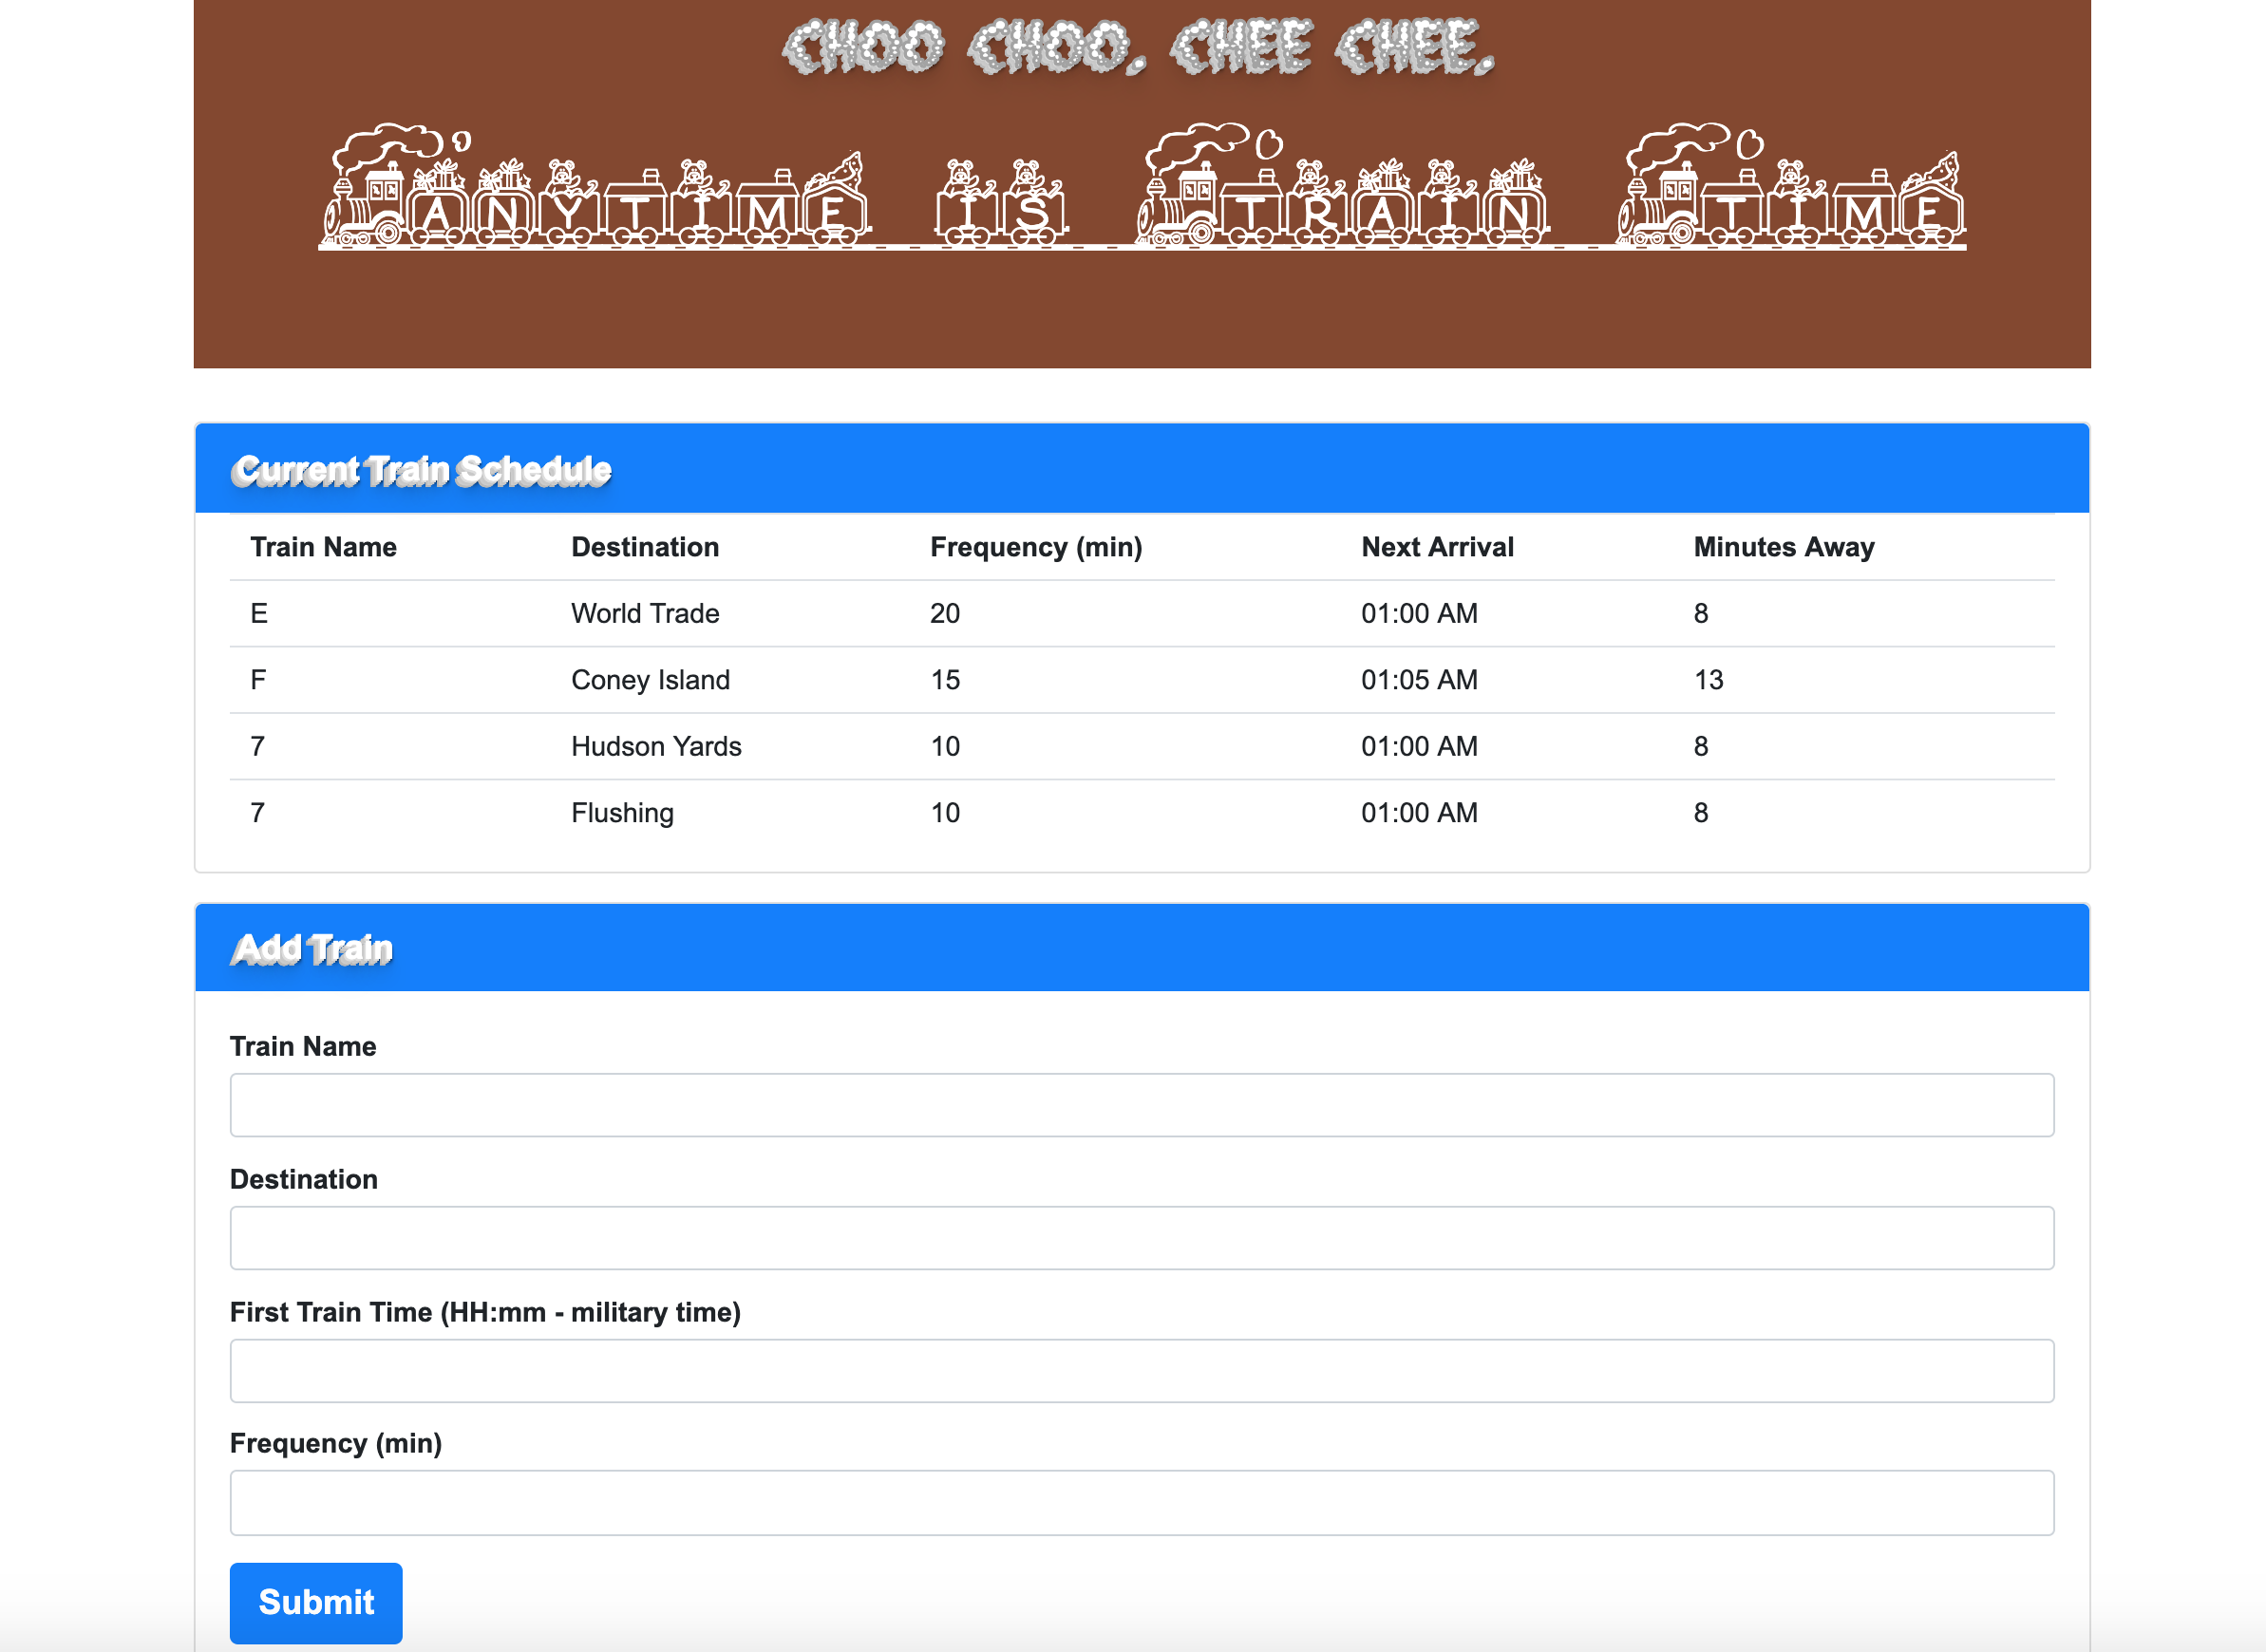 CHOO CHOO, CHEE CHEE,
ANYTIME IS TRAIN TIME
Current Train Schedule
Train Name Destination Frequency (min) Next Arrival Minutes Away
E World Trade 20 01:00 AM 8
F Coney Island 15 01:05 AM 13
7 Hudson Yards 10 01:00 AM 8
7 Flushing 10 01:00 AM 8
Add Train
Train Name
Destination
First Train Time (HH:mm - military time)
Frequency (min)
Submit